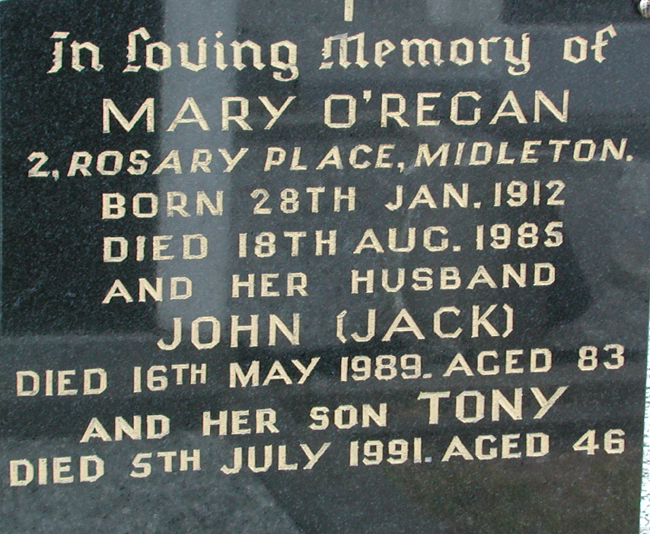 In Loving Memory of
MARY O'REGAN
2, ROSARY PLACE, MIDLETON.
BORN 28TH JAN. 1912
DIED 18TH AUG. 1985
AND HER HUSBAND
JOHN (JACK)
DIED 16TH MAY 1989. AGED 83
AND HER SON TONY
DIED 5TH JULY 1991. AGED 46